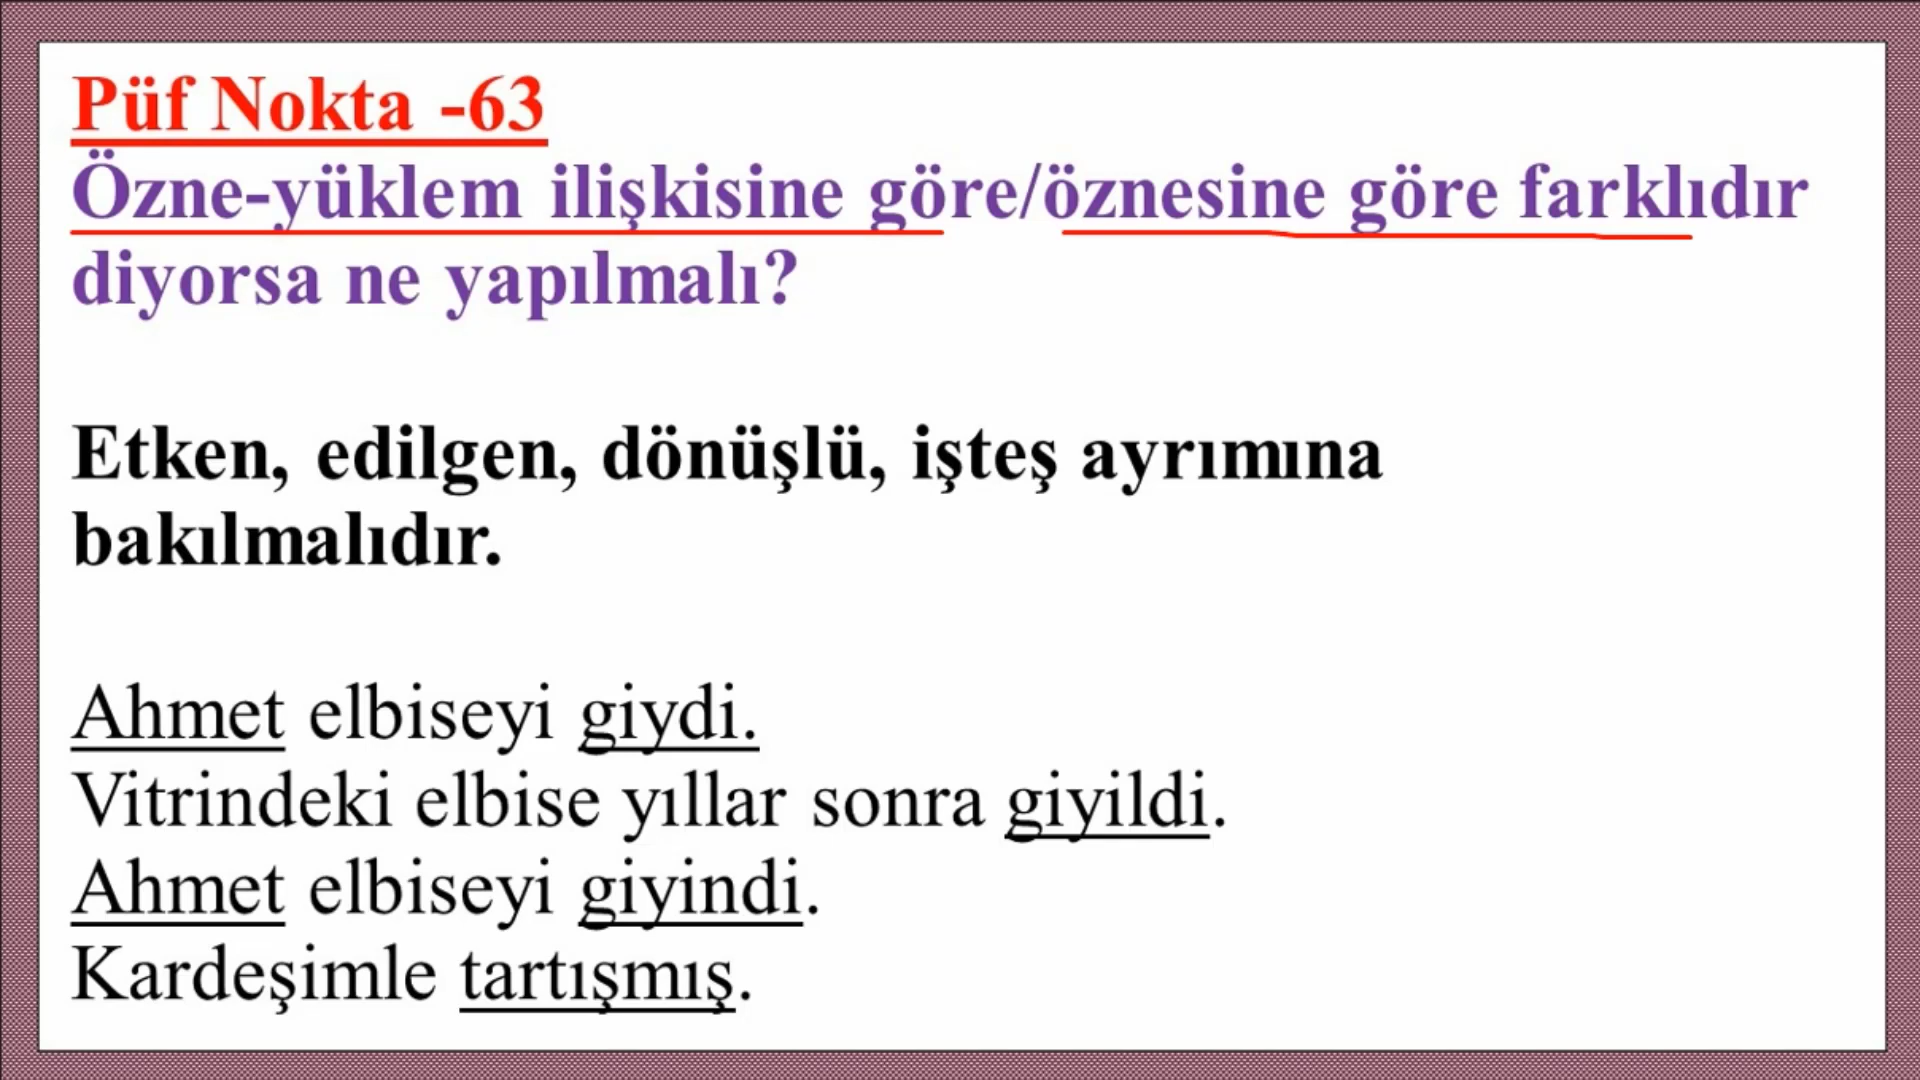 Püf Nokta -63
Özne-yüklem ilişkisine göre/öznesine göre farklıdır
diyorsa ne yapılmalı?
Etken, edilgen, dönüşlü, işteş ayrımına
bakılmalıdır.
Ahmet elbiseyi giydi.
Vitrindeki elbise yıllar sonra giyildi.
Ahmet elbiseyi giyindi.
Kardeşimle tartışmış.